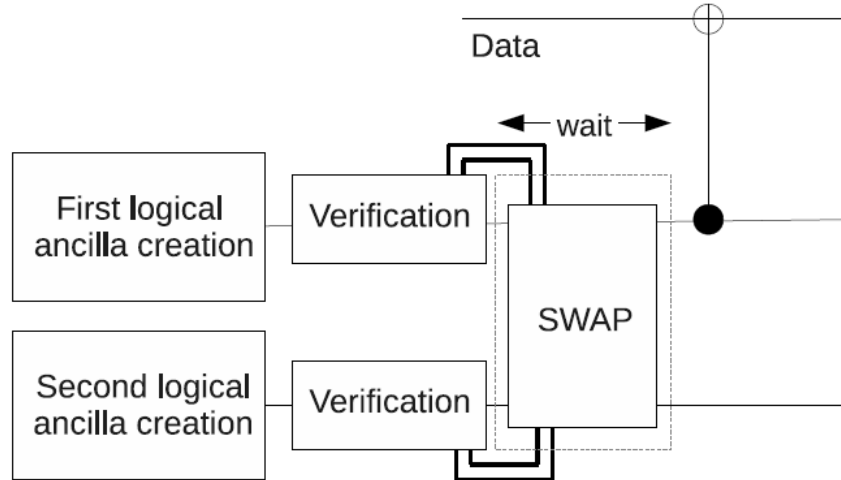 Data
wait
First logical
ancilla creation
Verification
SWAP
Second logical
ancilla creation
Verification